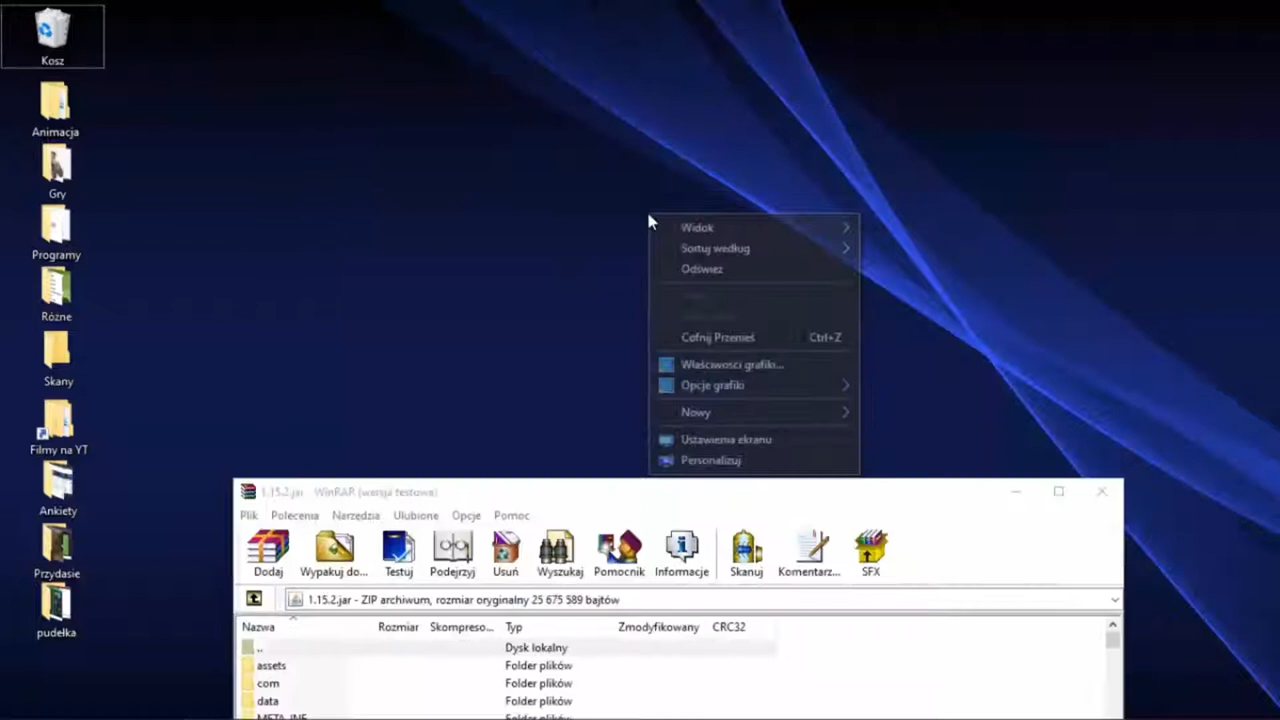 Kosz
Animacja
Gry
Programy
Różne
Skany
Filmy na YT
Ankiety
Przydasie
pudełka
Widok
Sortuj według
Odśwież
Cofnij Przenieś Ctrl+Z
Właściwości grafiki...
Opcje grafiki
Nowy
Ustawienia ekranu
Personalizuj
1.15.2.jar - WinRAR (wersja testowa)
Plik Polecenia Narzędzia Ulubione Opcje Pomoc
Dodaj Wypakuj do... Testuj Podejrzyj Usuń Wyszukaj Pomocnik Informacje Skanuj Komentarz... SFX
1.15.2.jar - ZIP archiwum, rozmiar oryginalny 25 675 589 bajtów
Nazwa Rozmiar Skompreso... Typ Zmodyfikowany CRC32
.. Dysk lokalny
assets Folder plików
com Folder plików
data Folder plików
META-INF Folder plików